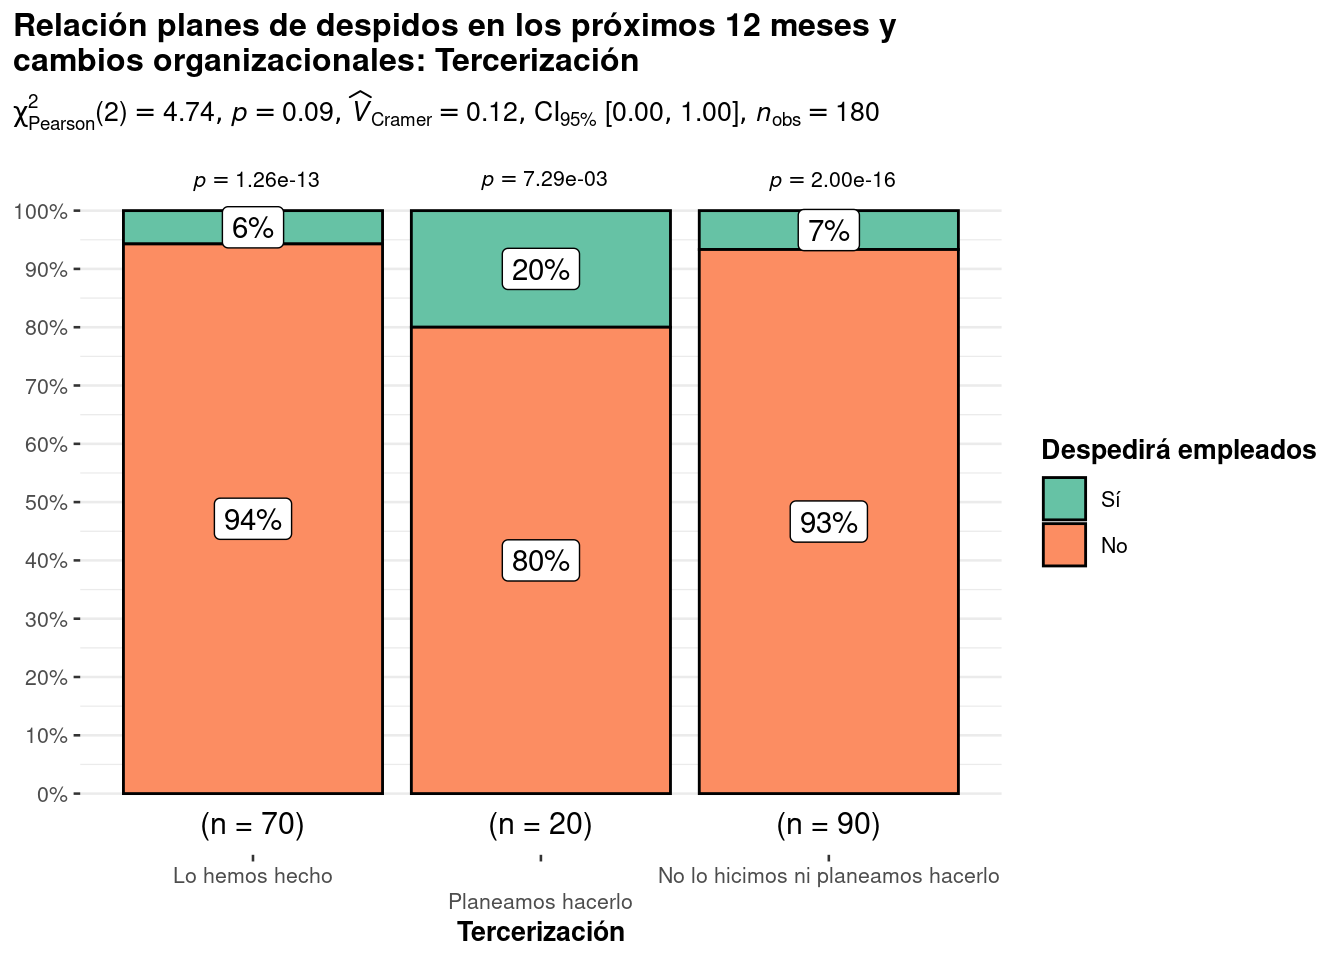 Relación planes de despidos en los próximos 12 meses y
cambios organizacionales: Tercerización
χ²Pearson(2) = 4.74, p = 0.09, V̂Cramer = 0.12, CI95% [0.00, 1.00], nobs = 180
p = 1.26e-13 p = 7.29e-03 p = 2.00e-16
100%
90%
80%
70%
60%
50%
40%
30%
20%
10%
0%
6% 20% 7%
94% 80% 93%
Despedirá empleados
Sí
No
(n = 70) (n = 20) (n = 90)
Lo hemos hecho No lo hicimos ni planeamos hacerlo
Planeamos hacerlo
Tercerización